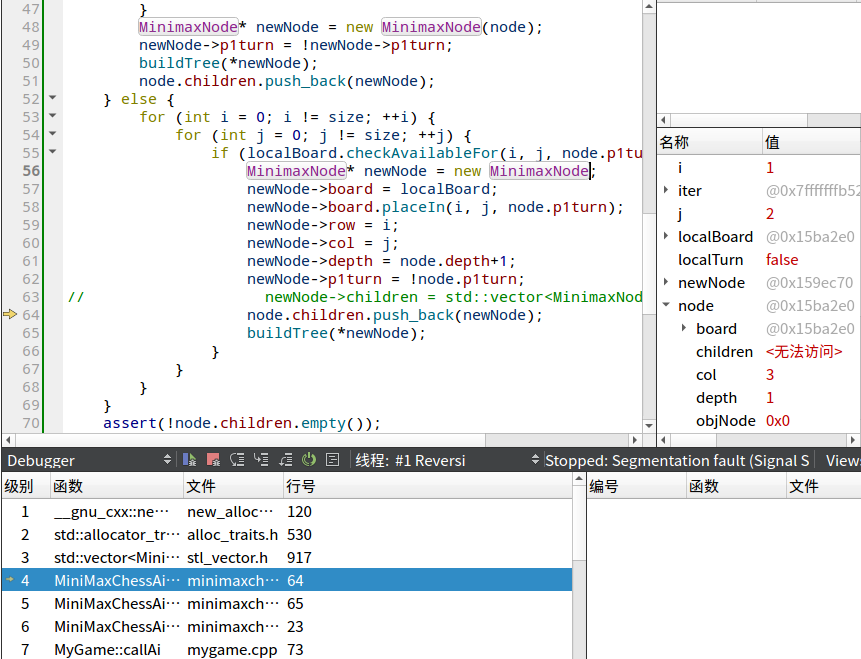 47 }
48 MinimaxNode* newNode = new MinimaxNode(node);
49 newNode->p1turn = !newNode->p1turn;
50 buildTree(*newNode);
51 node.children.push_back(newNode);
52 } else {
53 for (int i = 0; i != size; ++i) {
54 for (int j = 0; j != size; ++j) {
55 if (localBoard.checkAvailableFor(i, j, node.p1tu
56 MinimaxNode* newNode = new MinimaxNode;
57 newNode->board = localBoard;
58 newNode->board.placeIn(i, j, node.p1turn);
59 newNode->row = i;
60 newNode->col = j;
61 newNode->depth = node.depth+1;
62 newNode->p1turn = !node.p1turn;
63 // newNode->children = std::vector<MinimaxNod
64 node.children.push_back(newNode);
65 buildTree(*newNode);
66 }
67 }
68 }
69 }
70 assert(!node.children.empty());
名称 值
i 1
iter @0x7fffffffb52
j 2
localBoard @0x15ba2e0
localTurn false
newNode @0x159ec70
node @0x15ba2e0
board @0x15ba2e0
children <无法访问>
col 3
depth 1
objNode 0x0
Debugger 线程: #1 Reversi Stopped: Segmentation fault (Signal S Views
级别 函数 文件 行号
1 __gnu_cxx::ne··· new_alloc··· 120
2 std::allocator_tr··· alloc_traits.h 530
3 std::vector<Mini··· stl_vector.h 917
4 MiniMaxChessAi··· minimaxch··· 64
5 MiniMaxChessAi··· minimaxch··· 65
6 MiniMaxChessAi··· minimaxch··· 23
7 MyGame::callAi mygame.cpp 73
编号 函数 文件